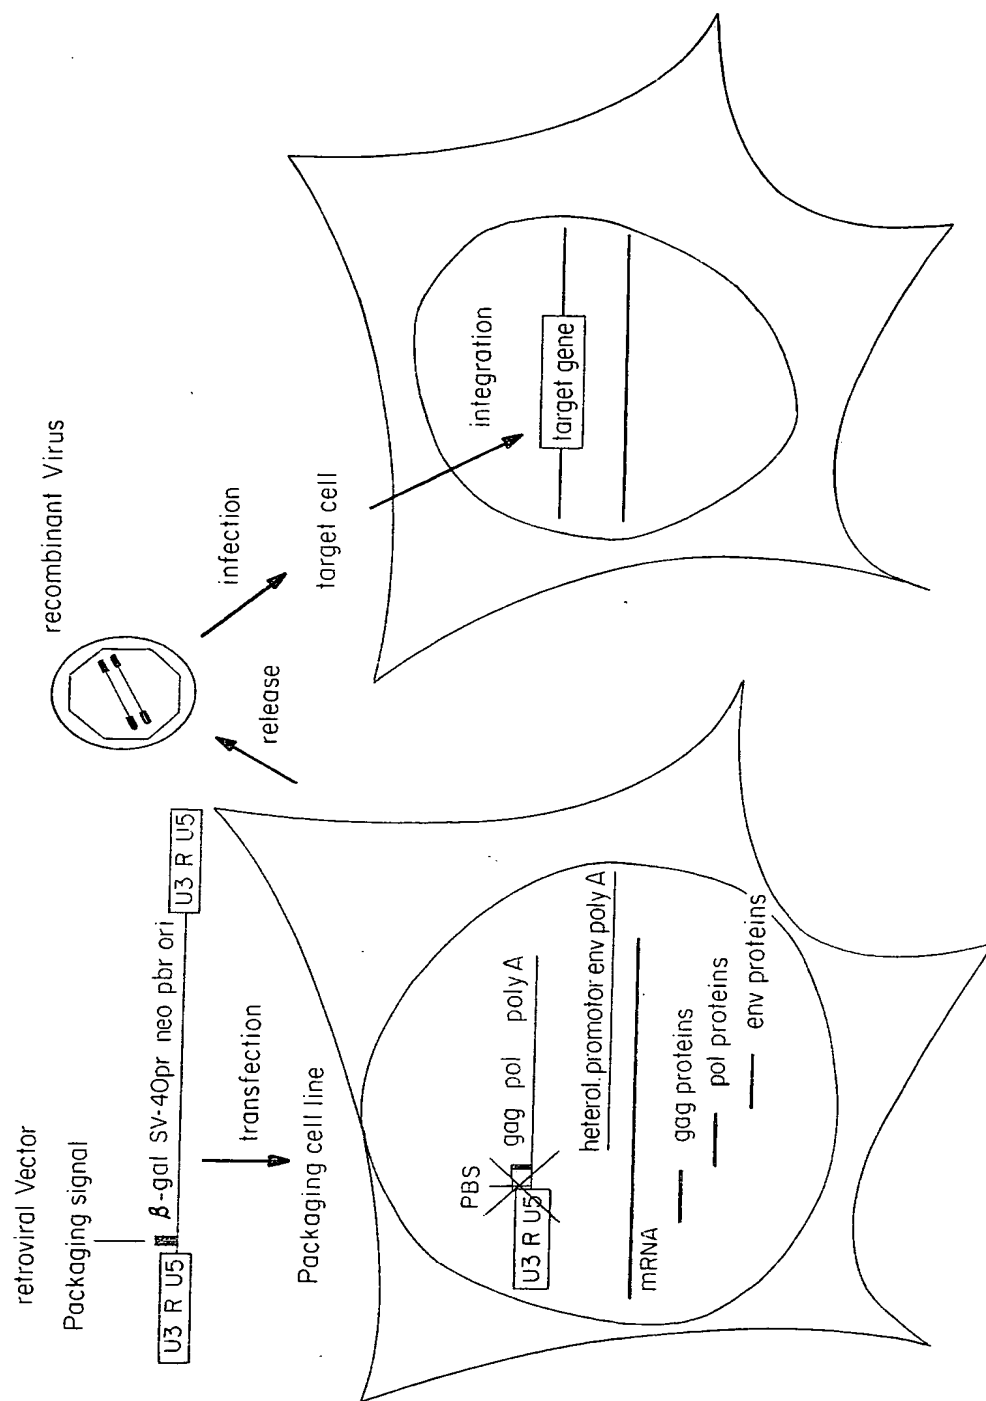 retroviral Vector
Packaging signal
U3 R U5 β-gal SV-40pr neo pbr ori U3 R U5
transfection
Packaging cell line
PBS
U3 R U5 gag pol poly A
heterol. promotor env poly A
mRNA
gag proteins
pol proteins
env proteins
release
recombinant Virus
infection
target cell
integration
target gene